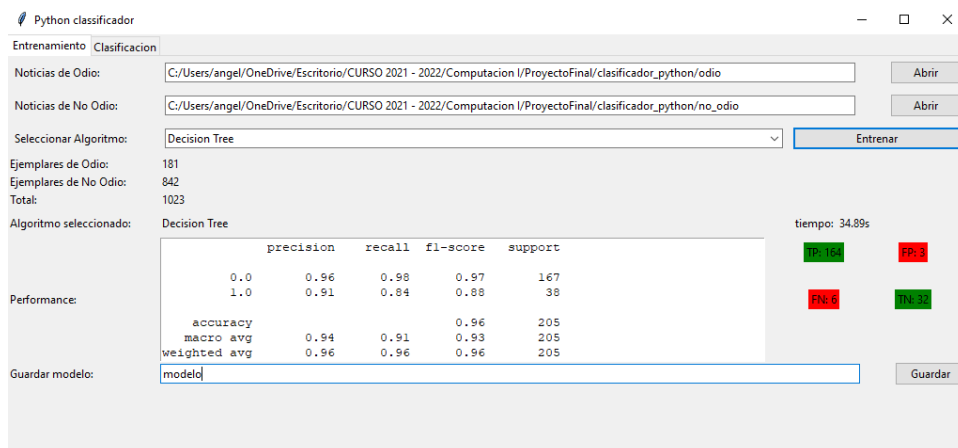 Python classificador
Entrenamiento Clasificacion
Noticias de Odio: C:/Users/angel/OneDrive/Escritorio/CURSO 2021 - 2022/Computacion I/ProyectoFinal/clasificador_python/odio Abrir
Noticias de No Odio: C:/Users/angel/OneDrive/Escritorio/CURSO 2021 - 2022/Computacion I/ProyectoFinal/clasificador_python/no_odio Abrir
Seleccionar Algoritmo: Decision Tree Entrenar
Ejemplares de Odio: 181
Ejemplares de No Odio: 842
Total: 1023
Algoritmo seleccionado: Decision Tree tiempo: 34.89s
precision recall f1-score support
TP: 164 FP: 3
0.0 0.96 0.98 0.97 167
1.0 0.91 0.84 0.88 38
Performance: FN: 6 TN: 32
accuracy 0.96 205
macro avg 0.94 0.91 0.93 205
weighted avg 0.96 0.96 0.96 205
Guardar modelo: modelo Guardar